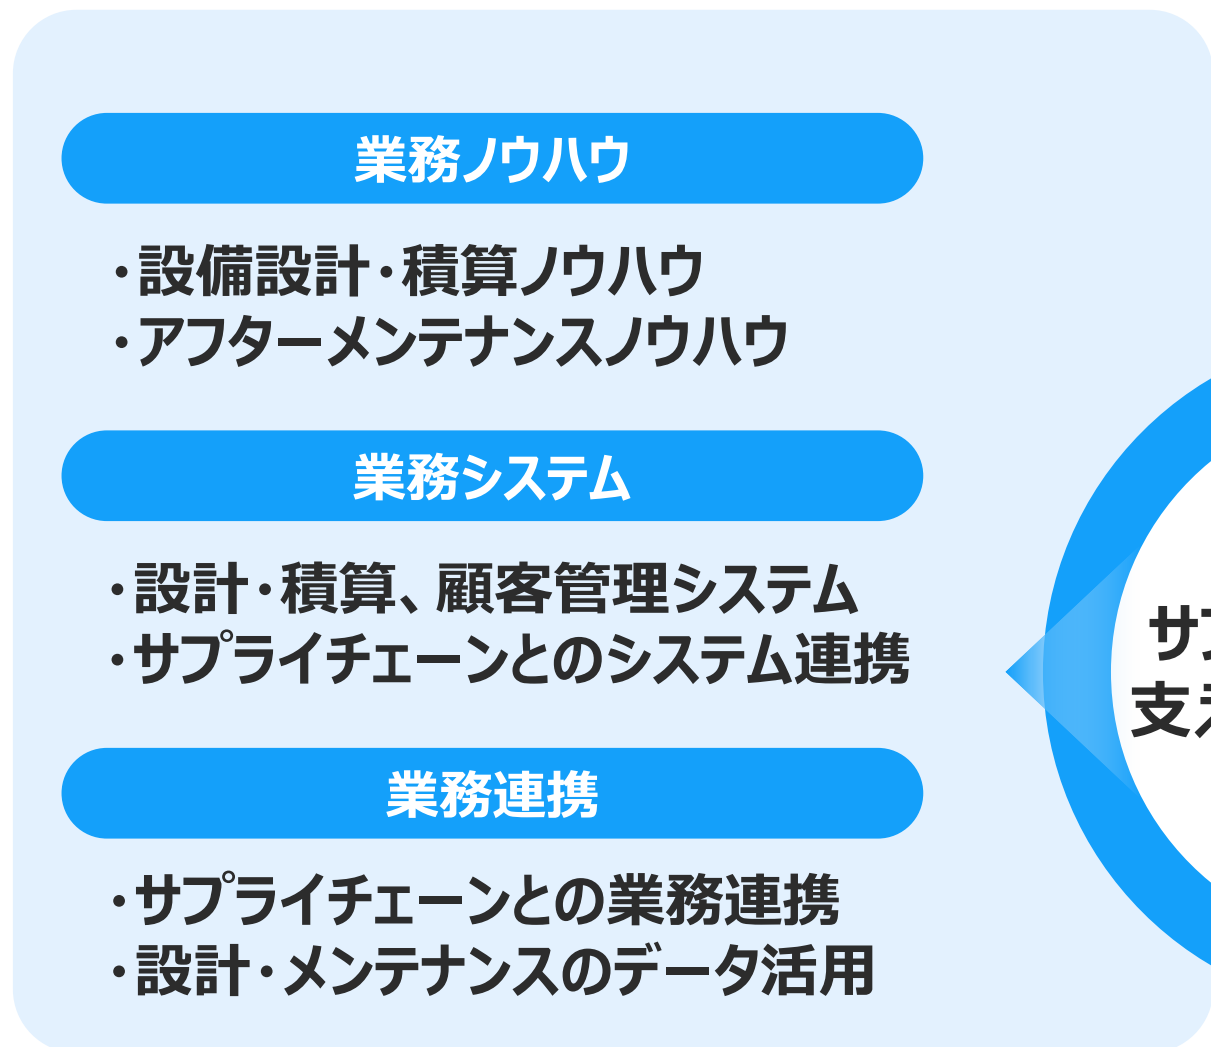 業務ノウハウ
・設備設計・積算ノウハウ
・アフターメンテナンスノウハウ
業務システム
・設計・積算、顧客管理システム
・サプライチェーンとのシステム連携
業務連携
・サプライチェーンとの業務連携
・設計・メンテナンスのデータ活用
サ
支